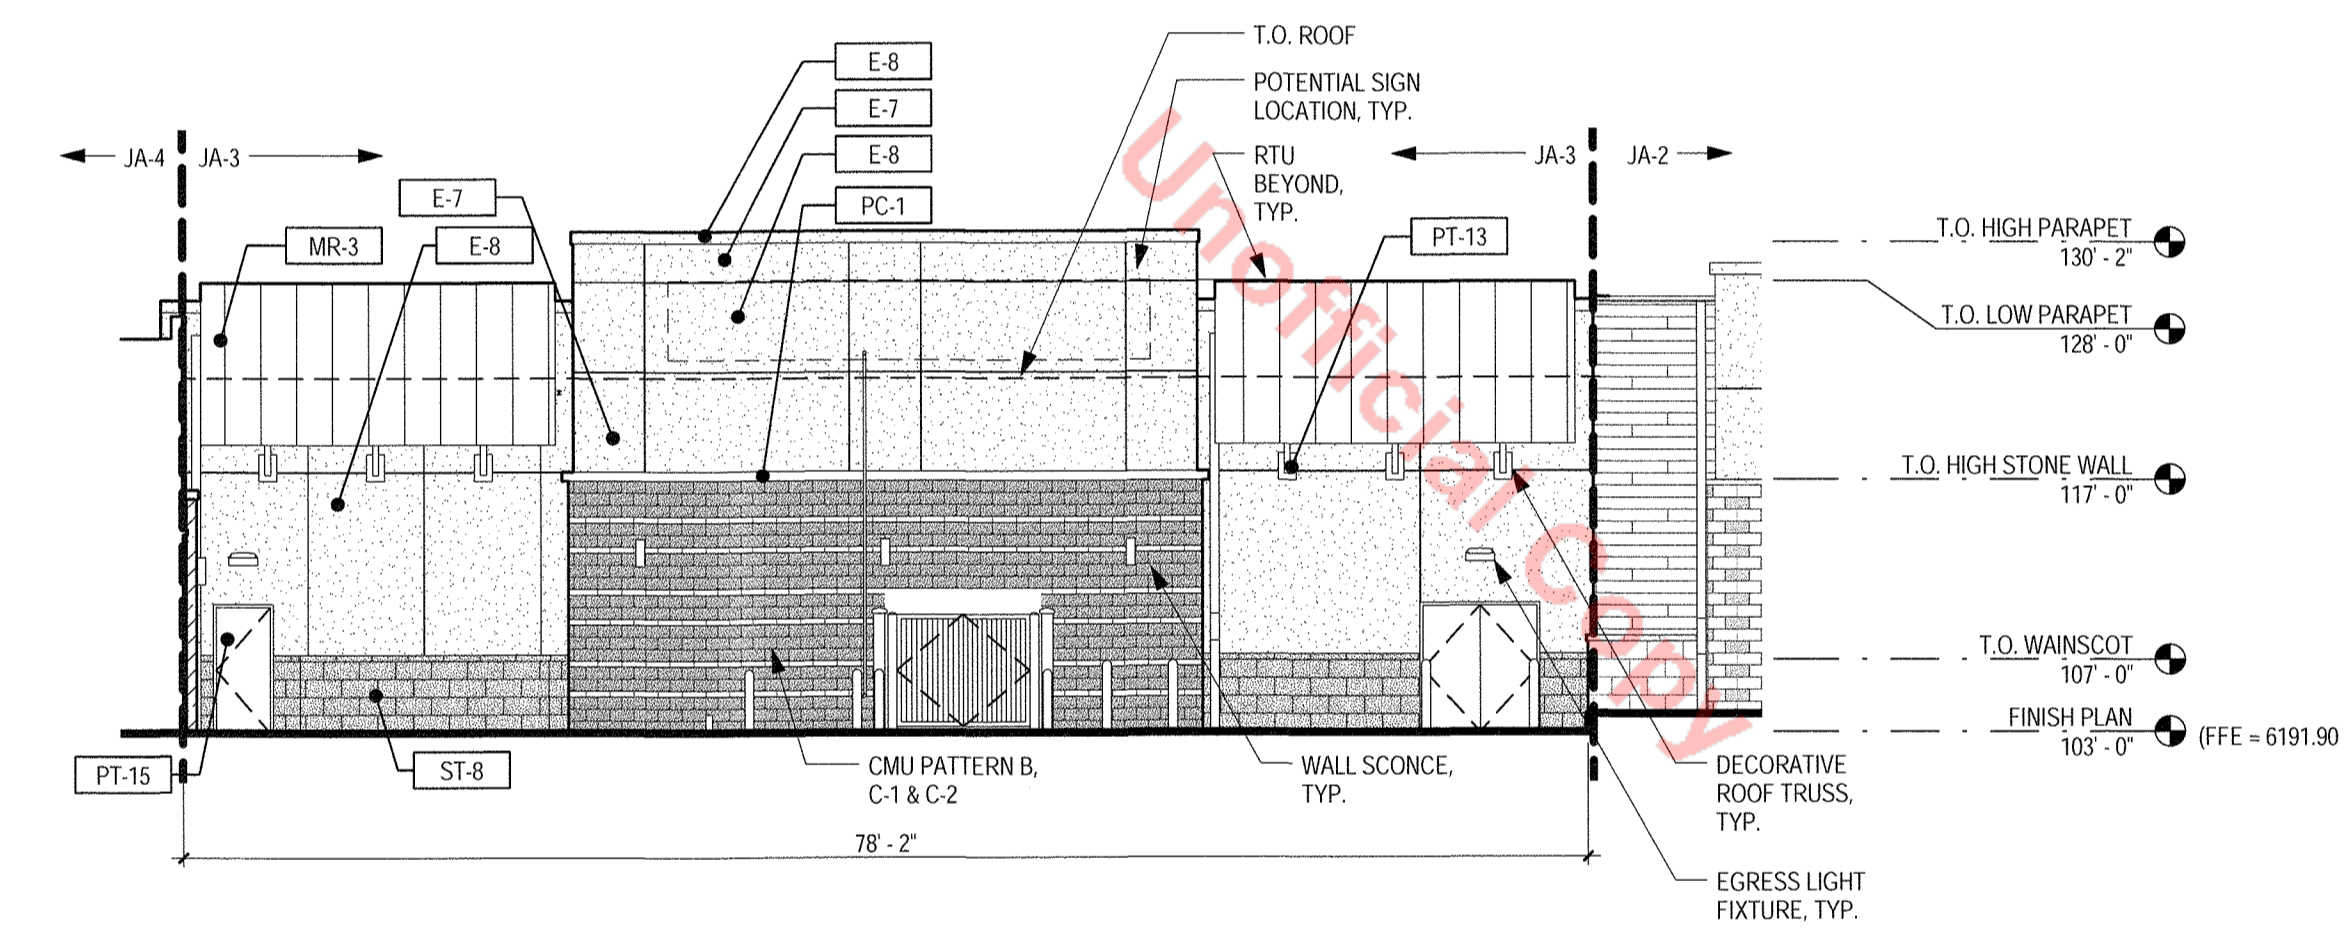 T.O. ROOF
E-8
POTENTIAL SIGN
LOCATION, TYP.
E-7
E-8
RTU
BEYOND,
TYP.
JA-4
JA-3
JA-3
JA-2
E-7
PC-1
MR-3
E-8
PT-13
T.O. HIGH PARAPET
130' - 2"
T.O. LOW PARAPET
128' - 0"
T.O. HIGH STONE WALL
117' - 0"
T.O. WAINSCOT
107' - 0"
FINISH PLAN
103' - 0"
(FFE = 6191.90
PT-15
ST-8
CMU PATTERN B,
C-1 & C-2
WALL SCONCE,
TYP.
DECORATIVE
ROOF TRUSS,
TYP.
78' - 2"
EGRESS LIGHT
FIXTURE, TYP.
Unofficial Copy